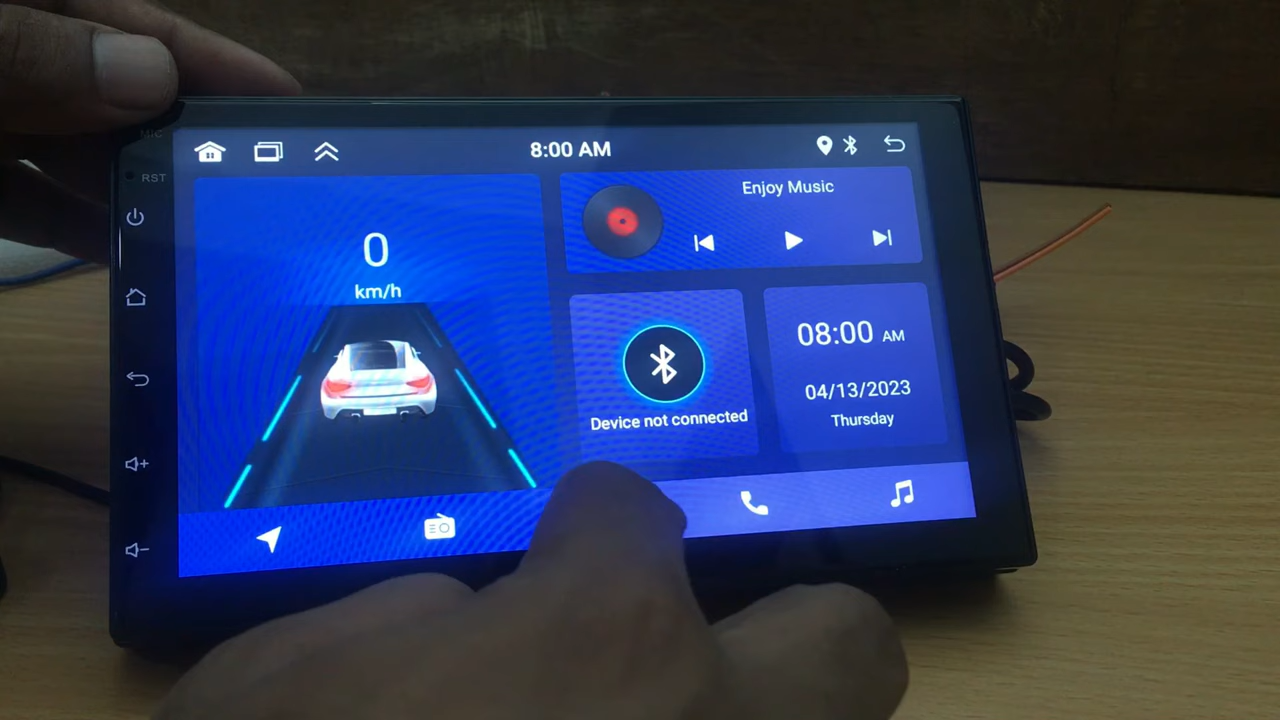 MIC
RST
8:00 AM
0
km/h
Enjoy Music
Device not connected
08:00 AM
04/13/2023
Thursday